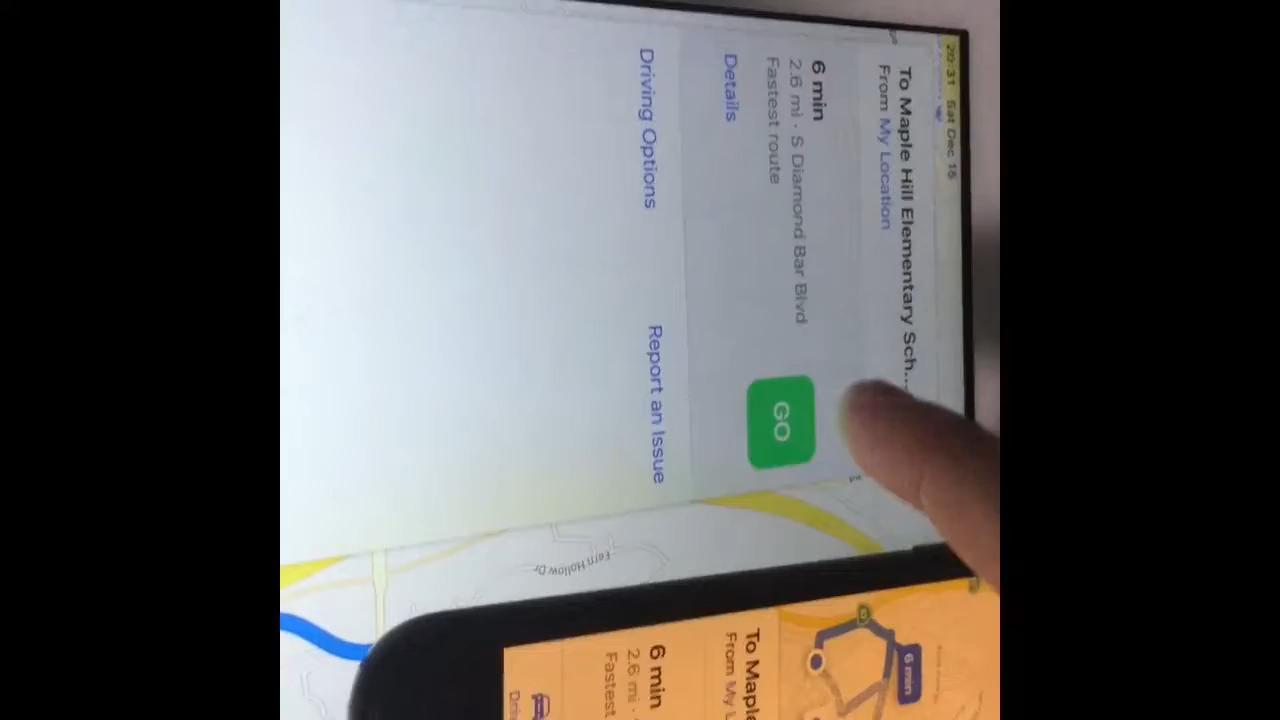 20:31 Sat Dec 15
To Maple Hill Elementary Sch...
From My Location
6 min
2.6 mi · S Diamond Bar Blvd
Fastest route
GO
Details
Driving Options
Report an Issue
Fern Hollow Dr
6 min
To Maple
From My L
6 min
2.6 mi ·
Fastest